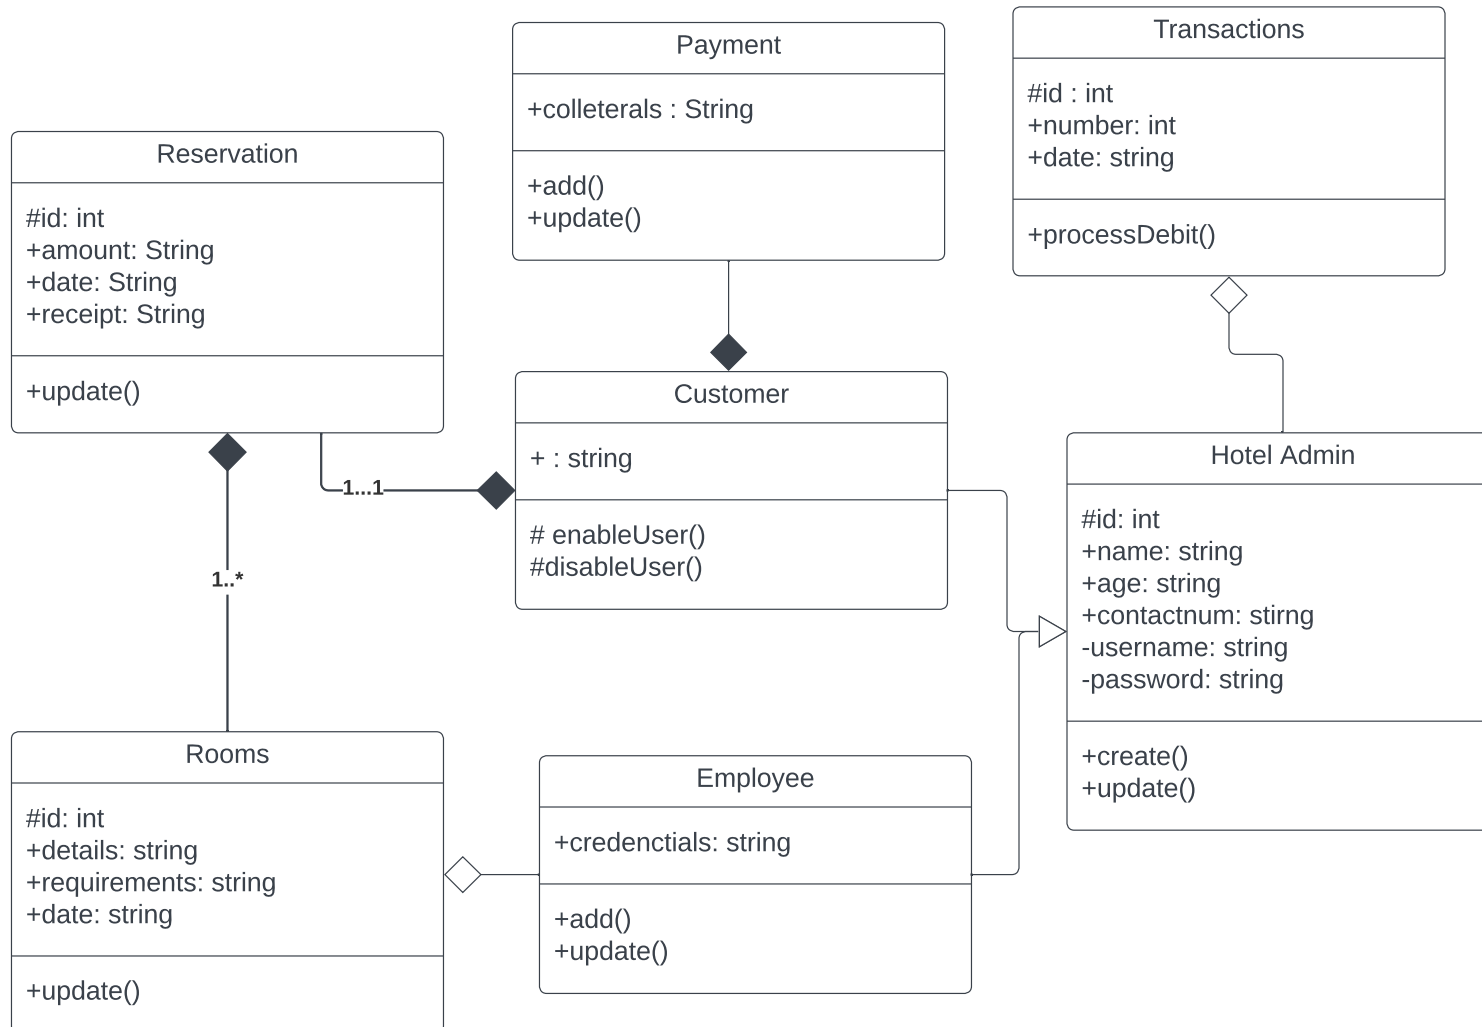 Payment
+colleterals : String
+add()
+update()
Transactions
#id : int
+number: int
+date: string
+processDebit()
Reservation
#id: int
+amount: String
+date: String
+receipt: String
+update()
Customer
+ : string
# enableUser()
#disableUser()
1...1
1..*
Hotel Admin
#id: int
+name: string
+age: string
+contactnum: stirng
-username: string
-password: string
+create()
+update()
Rooms
#id: int
+details: string
+requirements: string
+date: string
+update()
Employee
+credenctials: string
+add()
+update()